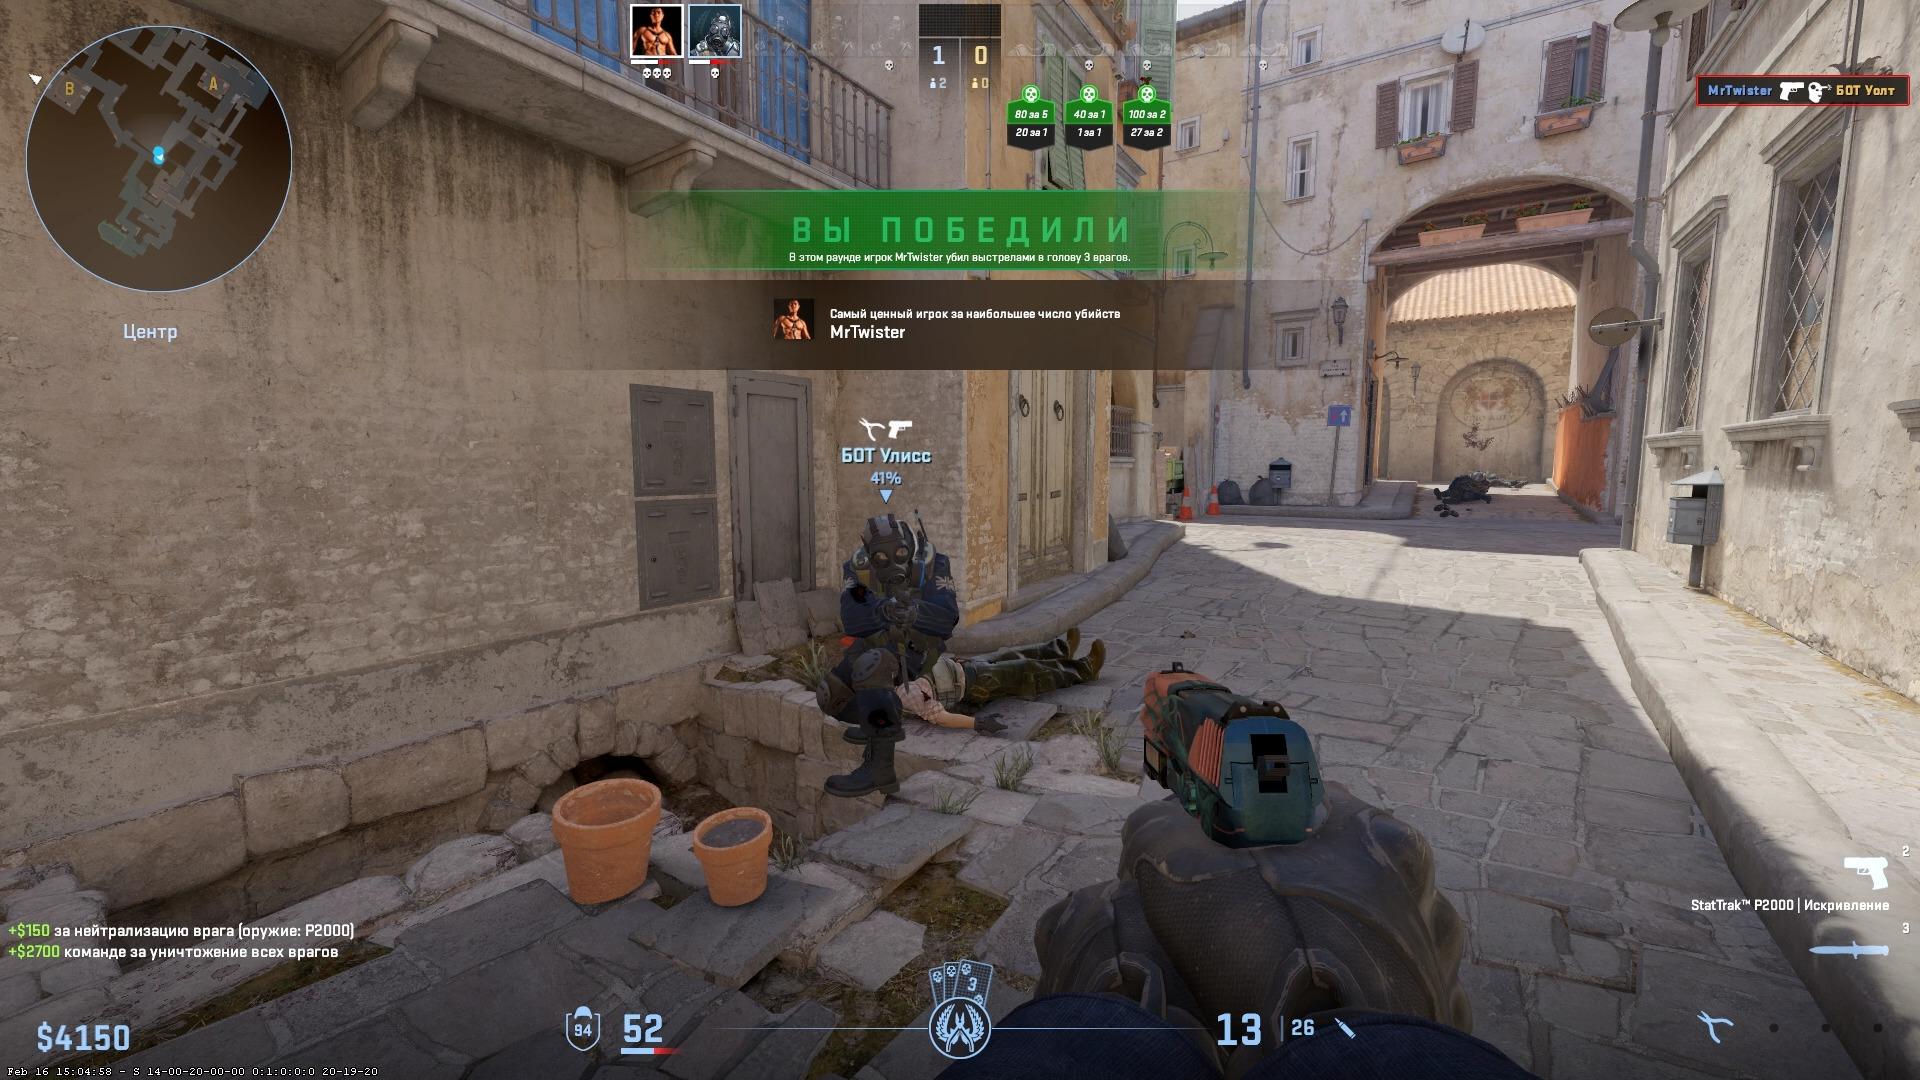 1 0
2 0
80 за 5 40 за 1 100 за 2
20 за 1 1 за 1 27 за 2
MrTwister БОТ Уолт
B A
ВЫ ПОБЕДИЛИ
В этом раунде игрок MrTwister убил выстрелами в голову 3 врагов.
Самый ценный игрок за наибольшее число убийств
MrTwister
Центр
БОТ Улисс
41%
2
StatTrak™ P2000 | Искривление
3
+$150 за нейтрализацию врага (оружие: P2000)
+$2700 команде за уничтожение всех врагов
3
$4150
94 52
13 | 26
Feb 16 15:04:58 - S 14-00-20-00-00 0:1:0:0:0 20-19-20